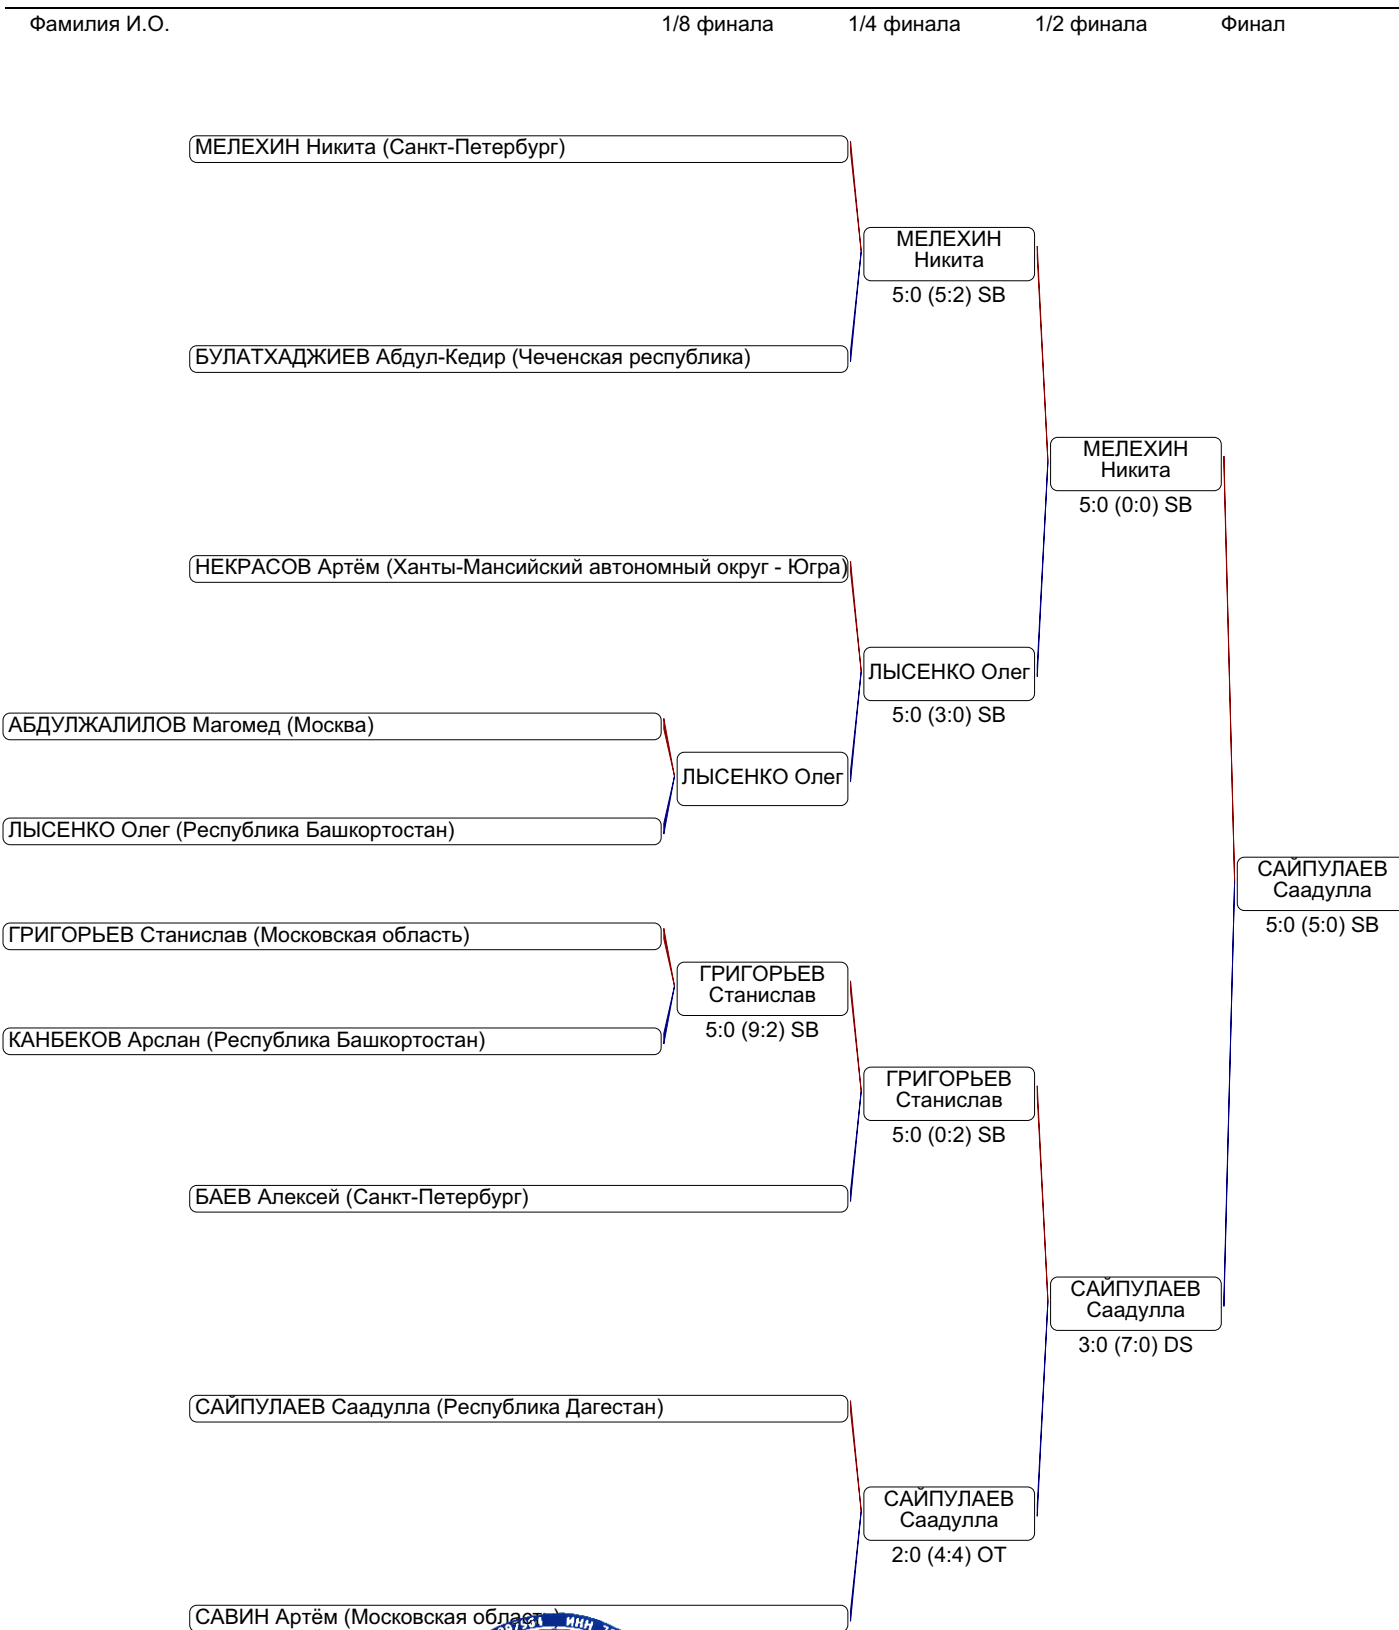 Фамилия И.О. 1/8 финала 1/4 финала 1/2 финала Финал
МЕЛЕХИН Никита (Санкт-Петербург)
МЕЛЕХИН
Никита
5:0 (5:2) SB
БУЛАТХАДЖИЕВ Абдул-Кедир (Чеченская республика)
МЕЛЕХИН
Никита
5:0 (0:0) SB
НЕКРАСОВ Артём (Ханты-Мансийский автономный округ - Югра)
ЛЫСЕНКО Олег
5:0 (3:0) SB
АБДУЛЖАЛИЛОВ Магомед (Москва)
ЛЫСЕНКО Олег
ЛЫСЕНКО Олег (Республика Башкортостан)
САЙПУЛАЕВ
Саадулла
5:0 (5:0) SB
ГРИГОРЬЕВ Станислав (Московская область)
ГРИГОРЬЕВ
Станислав
5:0 (9:2) SB
КАНБЕКОВ Арслан (Республика Башкортостан)
ГРИГОРЬЕВ
Станислав
5:0 (0:2) SB
БАЕВ Алексей (Санкт-Петербург)
САЙПУЛАЕВ
Саадулла
3:0 (7:0) DS
САЙПУЛАЕВ Саадулла (Республика Дагестан)
САЙПУЛАЕВ
Саадулла
2:0 (4:4) OT
САВИН Артём (Московская область)
ИНН